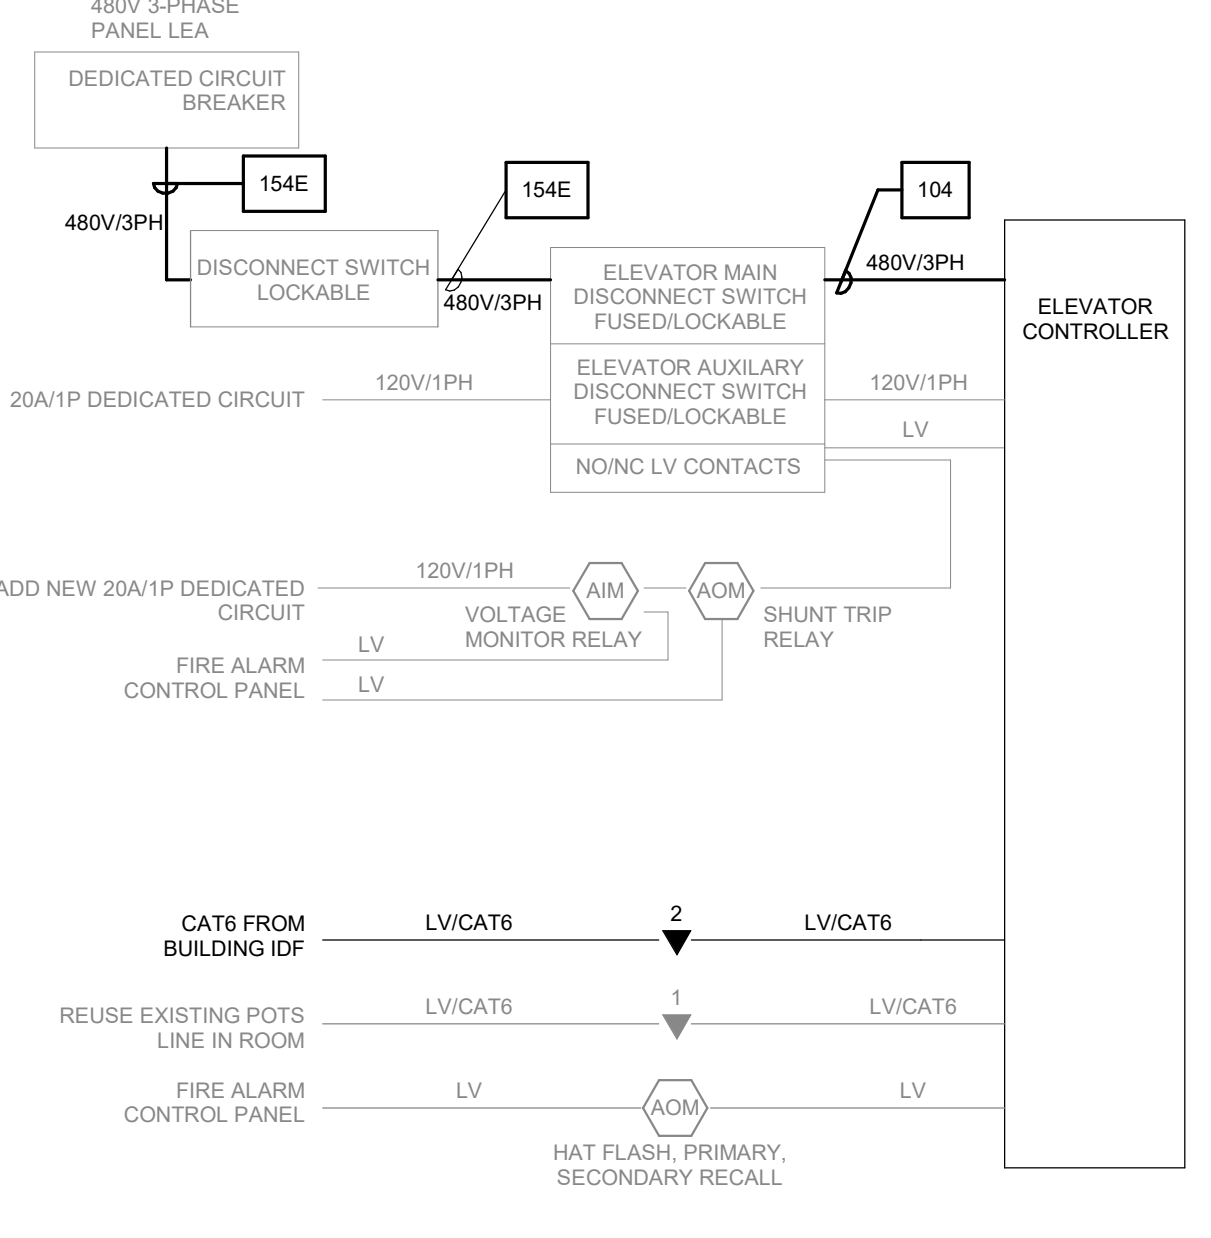 480V 3-PHASE
PANEL LEA
DEDICATED CIRCUIT
BREAKER
154E
154E
104
480V/3PH
DISCONNECT SWITCH
LOCKABLE
480V/3PH
ELEVATOR MAIN
DISCONNECT SWITCH
FUSED/LOCKABLE
480V/3PH
ELEVATOR
CONTROLLER
20A/1P DEDICATED CIRCUIT
120V/1PH
ELEVATOR AUXILARY
DISCONNECT SWITCH
FUSED/LOCKABLE
120V/1PH
LV
NO/NC LV CONTACTS
ADD NEW 20A/1P DEDICATED
CIRCUIT
120V/1PH
AIM
AOM
VOLTAGE
MONITOR RELAY
SHUNT TRIP
RELAY
FIRE ALARM
CONTROL PANEL
LV
LV
CAT6 FROM
BUILDING IDF
LV/CAT6
2
LV/CAT6
REUSE EXISTING POTS
LINE IN ROOM
LV/CAT6
1
LV/CAT6
FIRE ALARM
CONTROL PANEL
LV
AOM
LV
HAT FLASH, PRIMARY,
SECONDARY RECALL